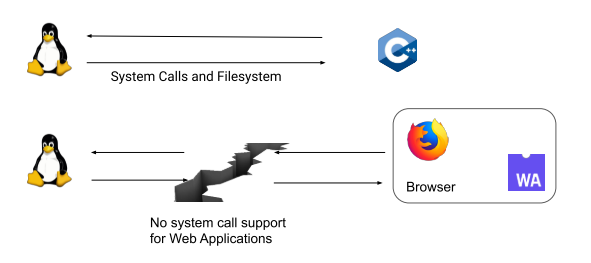 C++
System Calls and Filesystem
Browser
WA
No system call support
for Web Applications